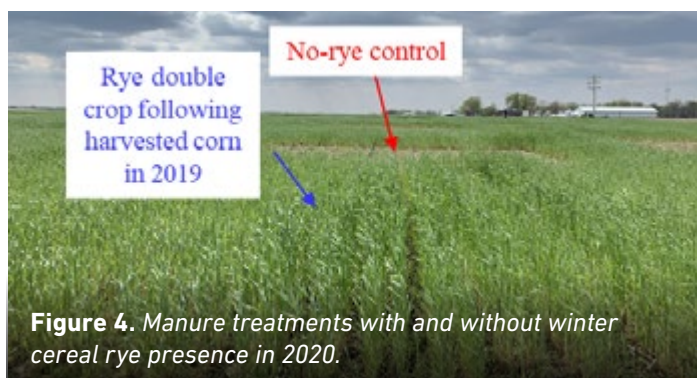 No-rye control
Rye double
crop following
harvested corn
in 2019
Figure 4. Manure treatments with and without winter
cereal rye presence in 2020.